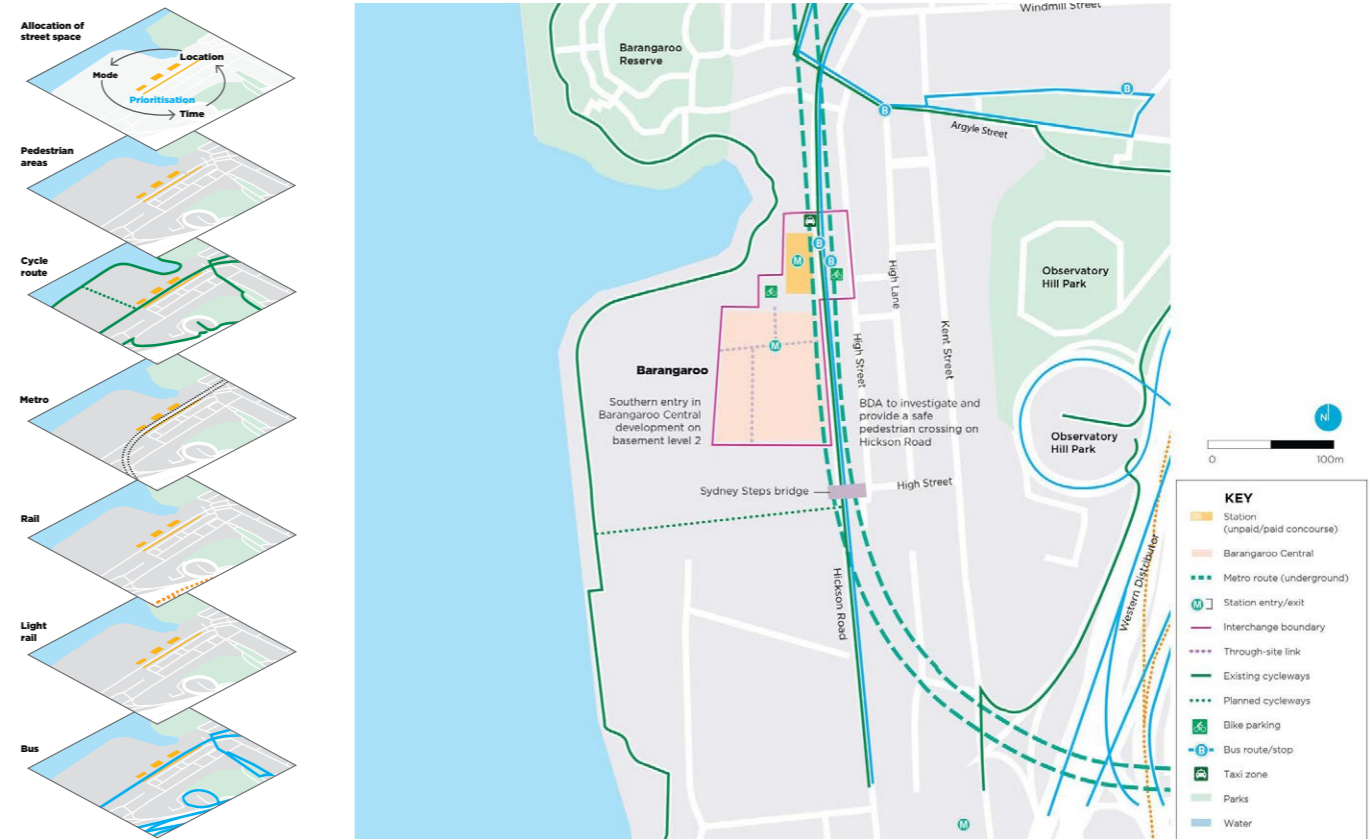 Allocation of
street space
Location
Mode
Prioritisation
Time
Pedestrian
areas
Cycle
route
Metro
Rail
Light
rail
Bus
Windmill Street
Barangaroo
Reserve
B
B
Argyle Street
B
M
B
High Lane
Observatory
Hill Park
Kent Street
High Street
M
Barangaroo
Southern entry in
Barangaroo Central
development on
basement level 2
BDA to investigate and
provide a safe
pedestrian crossing on
Hickson Road
Observatory
Hill Park
Sydney Steps bridge
High Street
Hickson Road
Western Distributor
M
N
0
100m
KEY
Station
(unpaid/paid concourse)
Barangaroo Central
Metro route (underground)
M
Station entry/exit
Interchange boundary
Through-site link
Existing cycleways
Planned cycleways
Bike parking
B
Bus route/stop
Taxi zone
Parks
Water